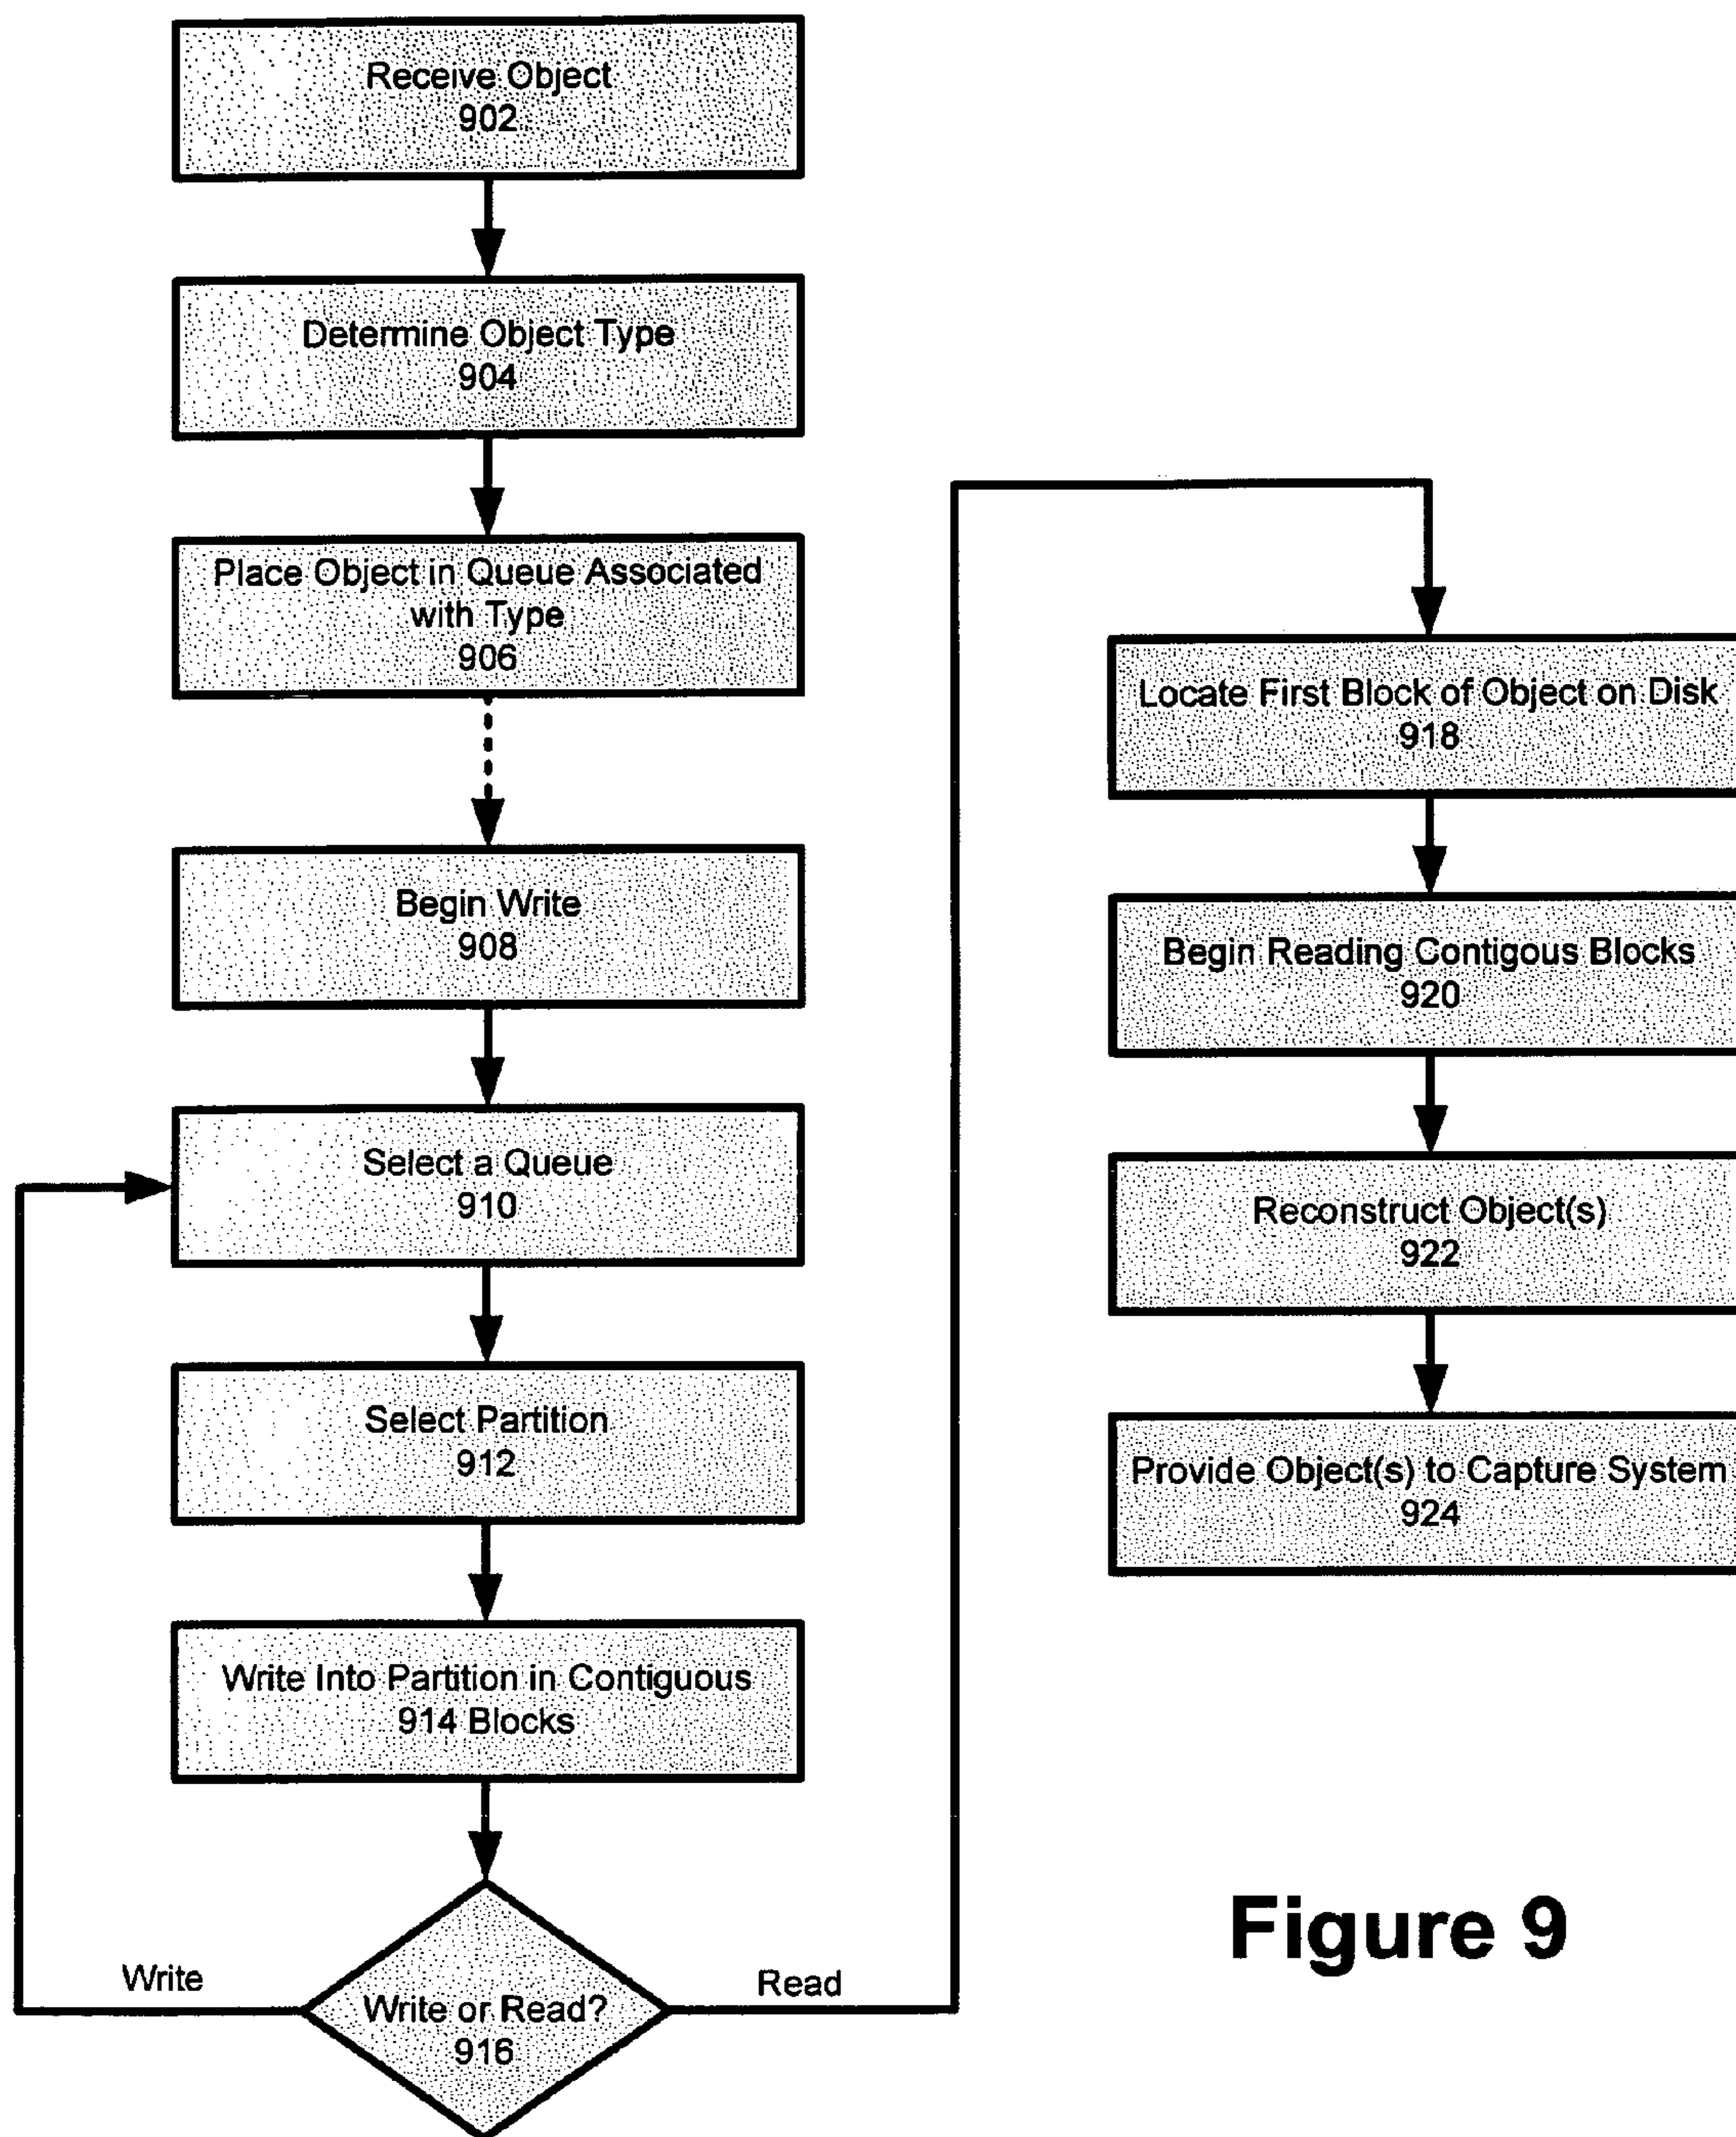 Receive Object
902
Determine Object Type
904
Place Object in Queue Associated
with Type
906
Begin Write
908
Select a Queue
910
Select Partition
912
Write Into Partition in Contiguous
914 Blocks
Write or Read?
916
Write
Read
Locate First Block of Object on Disk
918
Begin Reading Contigous Blocks
920
Reconstruct Object(s)
922
Provide Object(s) to Capture System
924
Figure 9